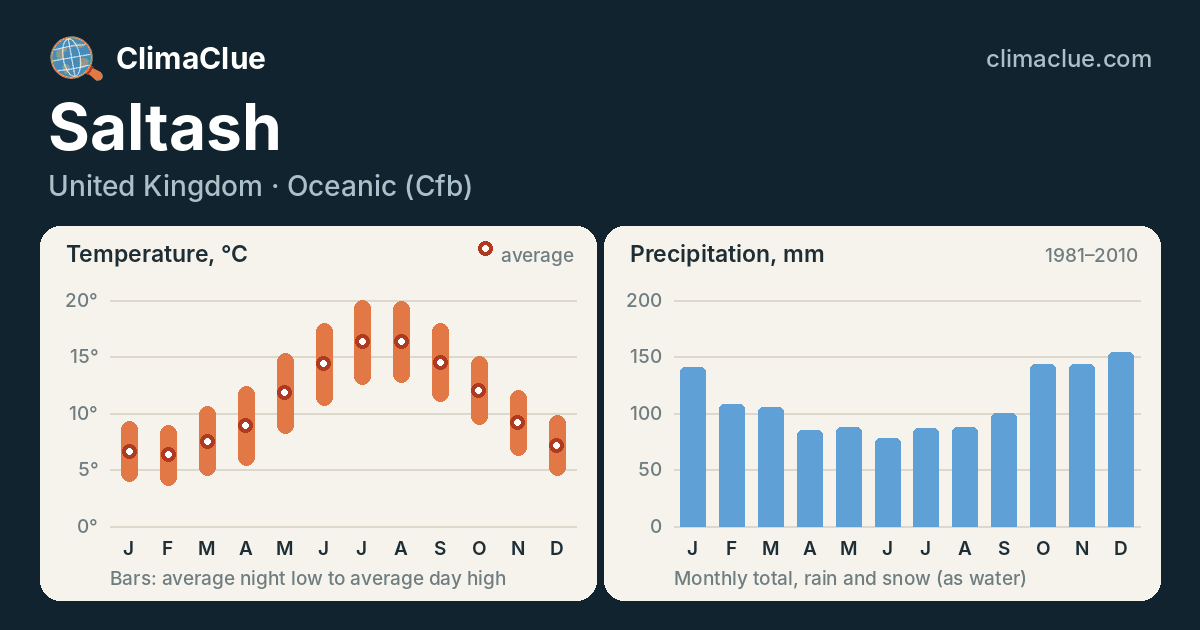 ClimaClue
climaclue.com
Saltash
United Kingdom · Oceanic (Cfb)
Temperature, °C
average
20°
15°
10°
5°
0°
J F M A M J J A S O N D
Bars: average night low to average day high
Precipitation, mm
1981–2010
200
150
100
50
0
J F M A M J J A S O N D
Monthly total, rain and snow (as water)